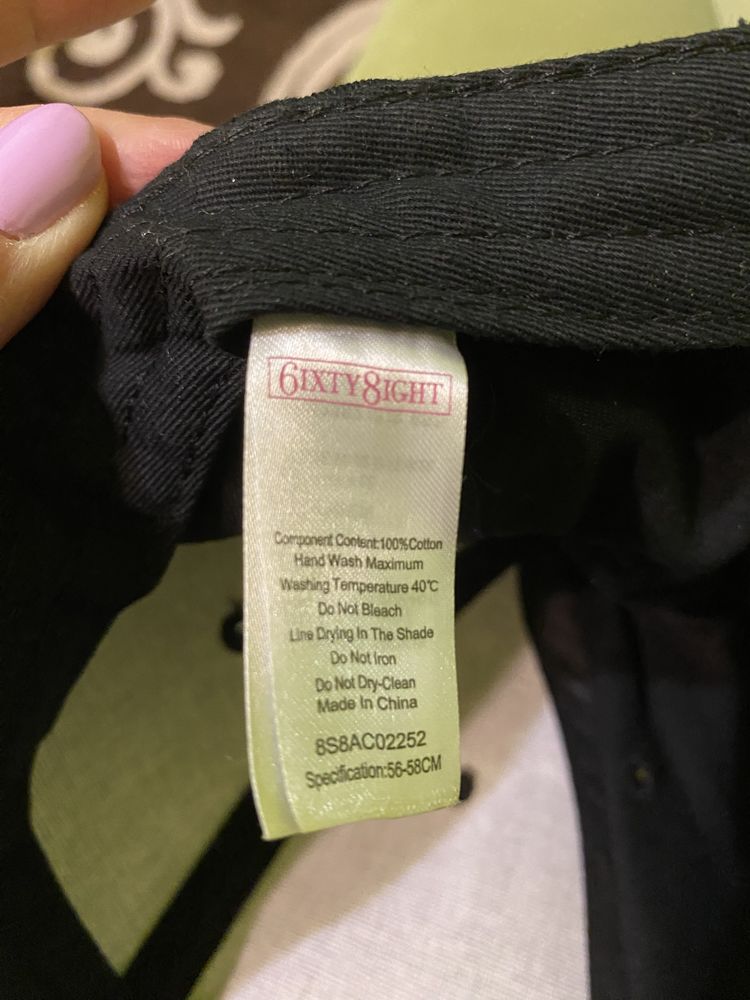 6IXTY8IGHT
Component Content:100%Cotton
Hand Wash Maximum
Washing Temperature 40℃
Do Not Bleach
Line Drying In The Shade
Do Not Iron
Do Not Dry-Clean
Made In China
8S8AC02252
Specification:56-58CM